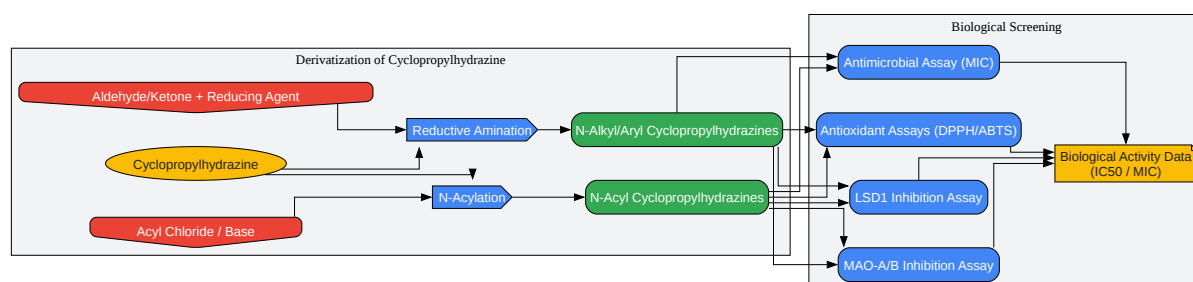 Biological Screening
Derivatization of Cyclopropylhydrazine
Antimicrobial Assay (MIC)
Aldehyde/Ketone + Reducing Agent
Reductive Amination
N-Alkyl/Aryl Cyclopropylhydrazines
Antioxidant Assays (DPPH/ABTS)
Cyclopropylhydrazine
Biological Activity Data
(IC50 / MIC)
N-Acylation
N-Acyl Cyclopropylhydrazines
LSD1 Inhibition Assay
Acyl Chloride / Base
MAO-A/B Inhibition Assay